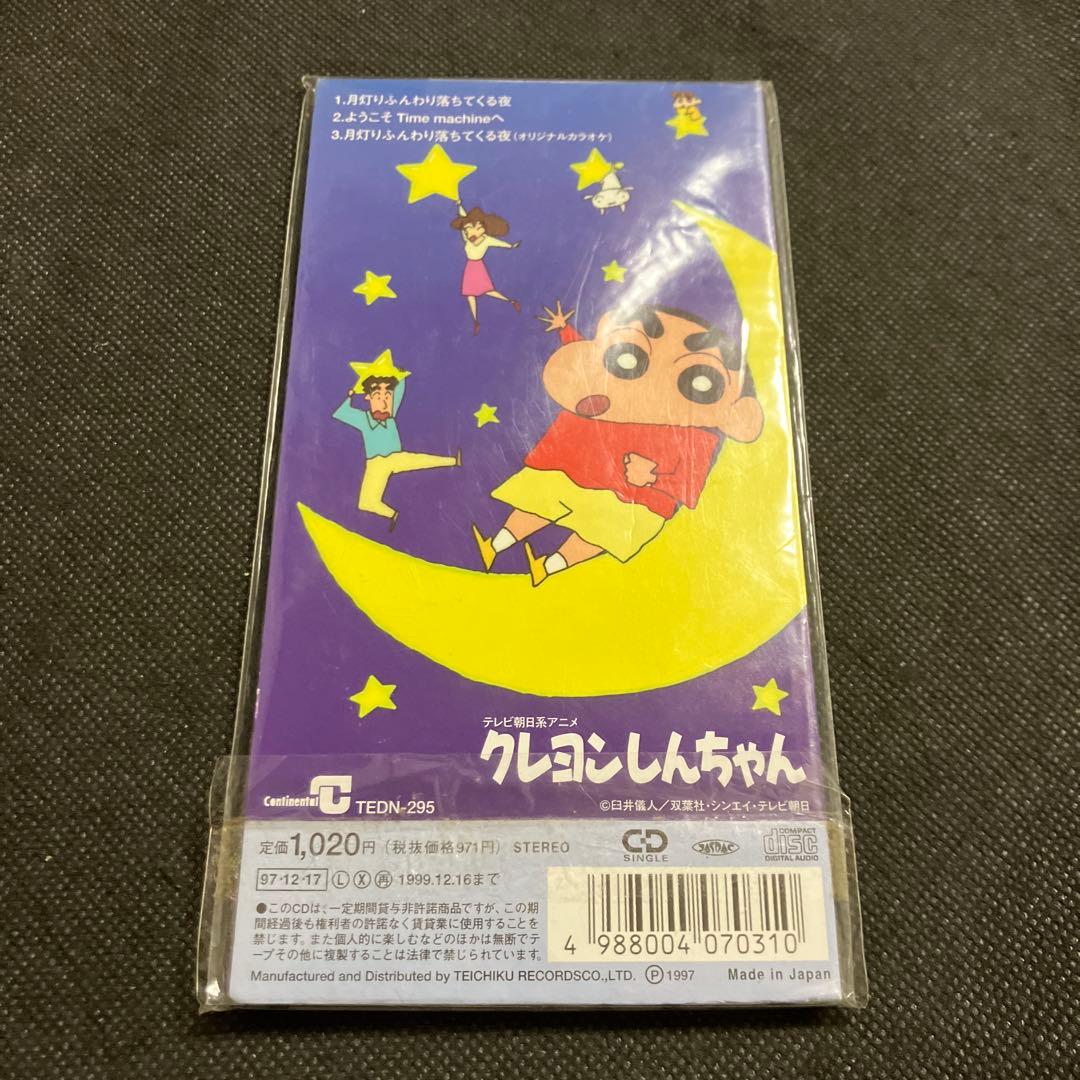 1.月灯りふんわり落ちてくる夜
2.ようこそ Time machineへ
3.月灯りふんわり落ちてくる夜(オリジナルカラオケ)
テレビ朝日系アニメ
クレヨンしんちゃん
Continental TEDN-295
©臼井儀人/双葉社・シンエイ・テレビ朝日
定価1,020円(税抜価格971円) STEREO
CD SINGLE
JASRAC
COMPACT disc DIGITAL AUDIO
97・12・17 Ⓛ Ⓧ ㊢ 1999.12.16まで
●このCDは、一定期間貸与非許諾商品ですが、この期
間経過後も権利者の許諾なく賃貸業に使用することを
禁じます。また個人的に楽しむなどのほかは無断でテ
ープその他に複製することは法律で禁じられています。
4 988004 070310
Manufactured and Distributed by TEICHIKU RECORDSCO.,LTD. Ⓟ 1997 Made in Japan